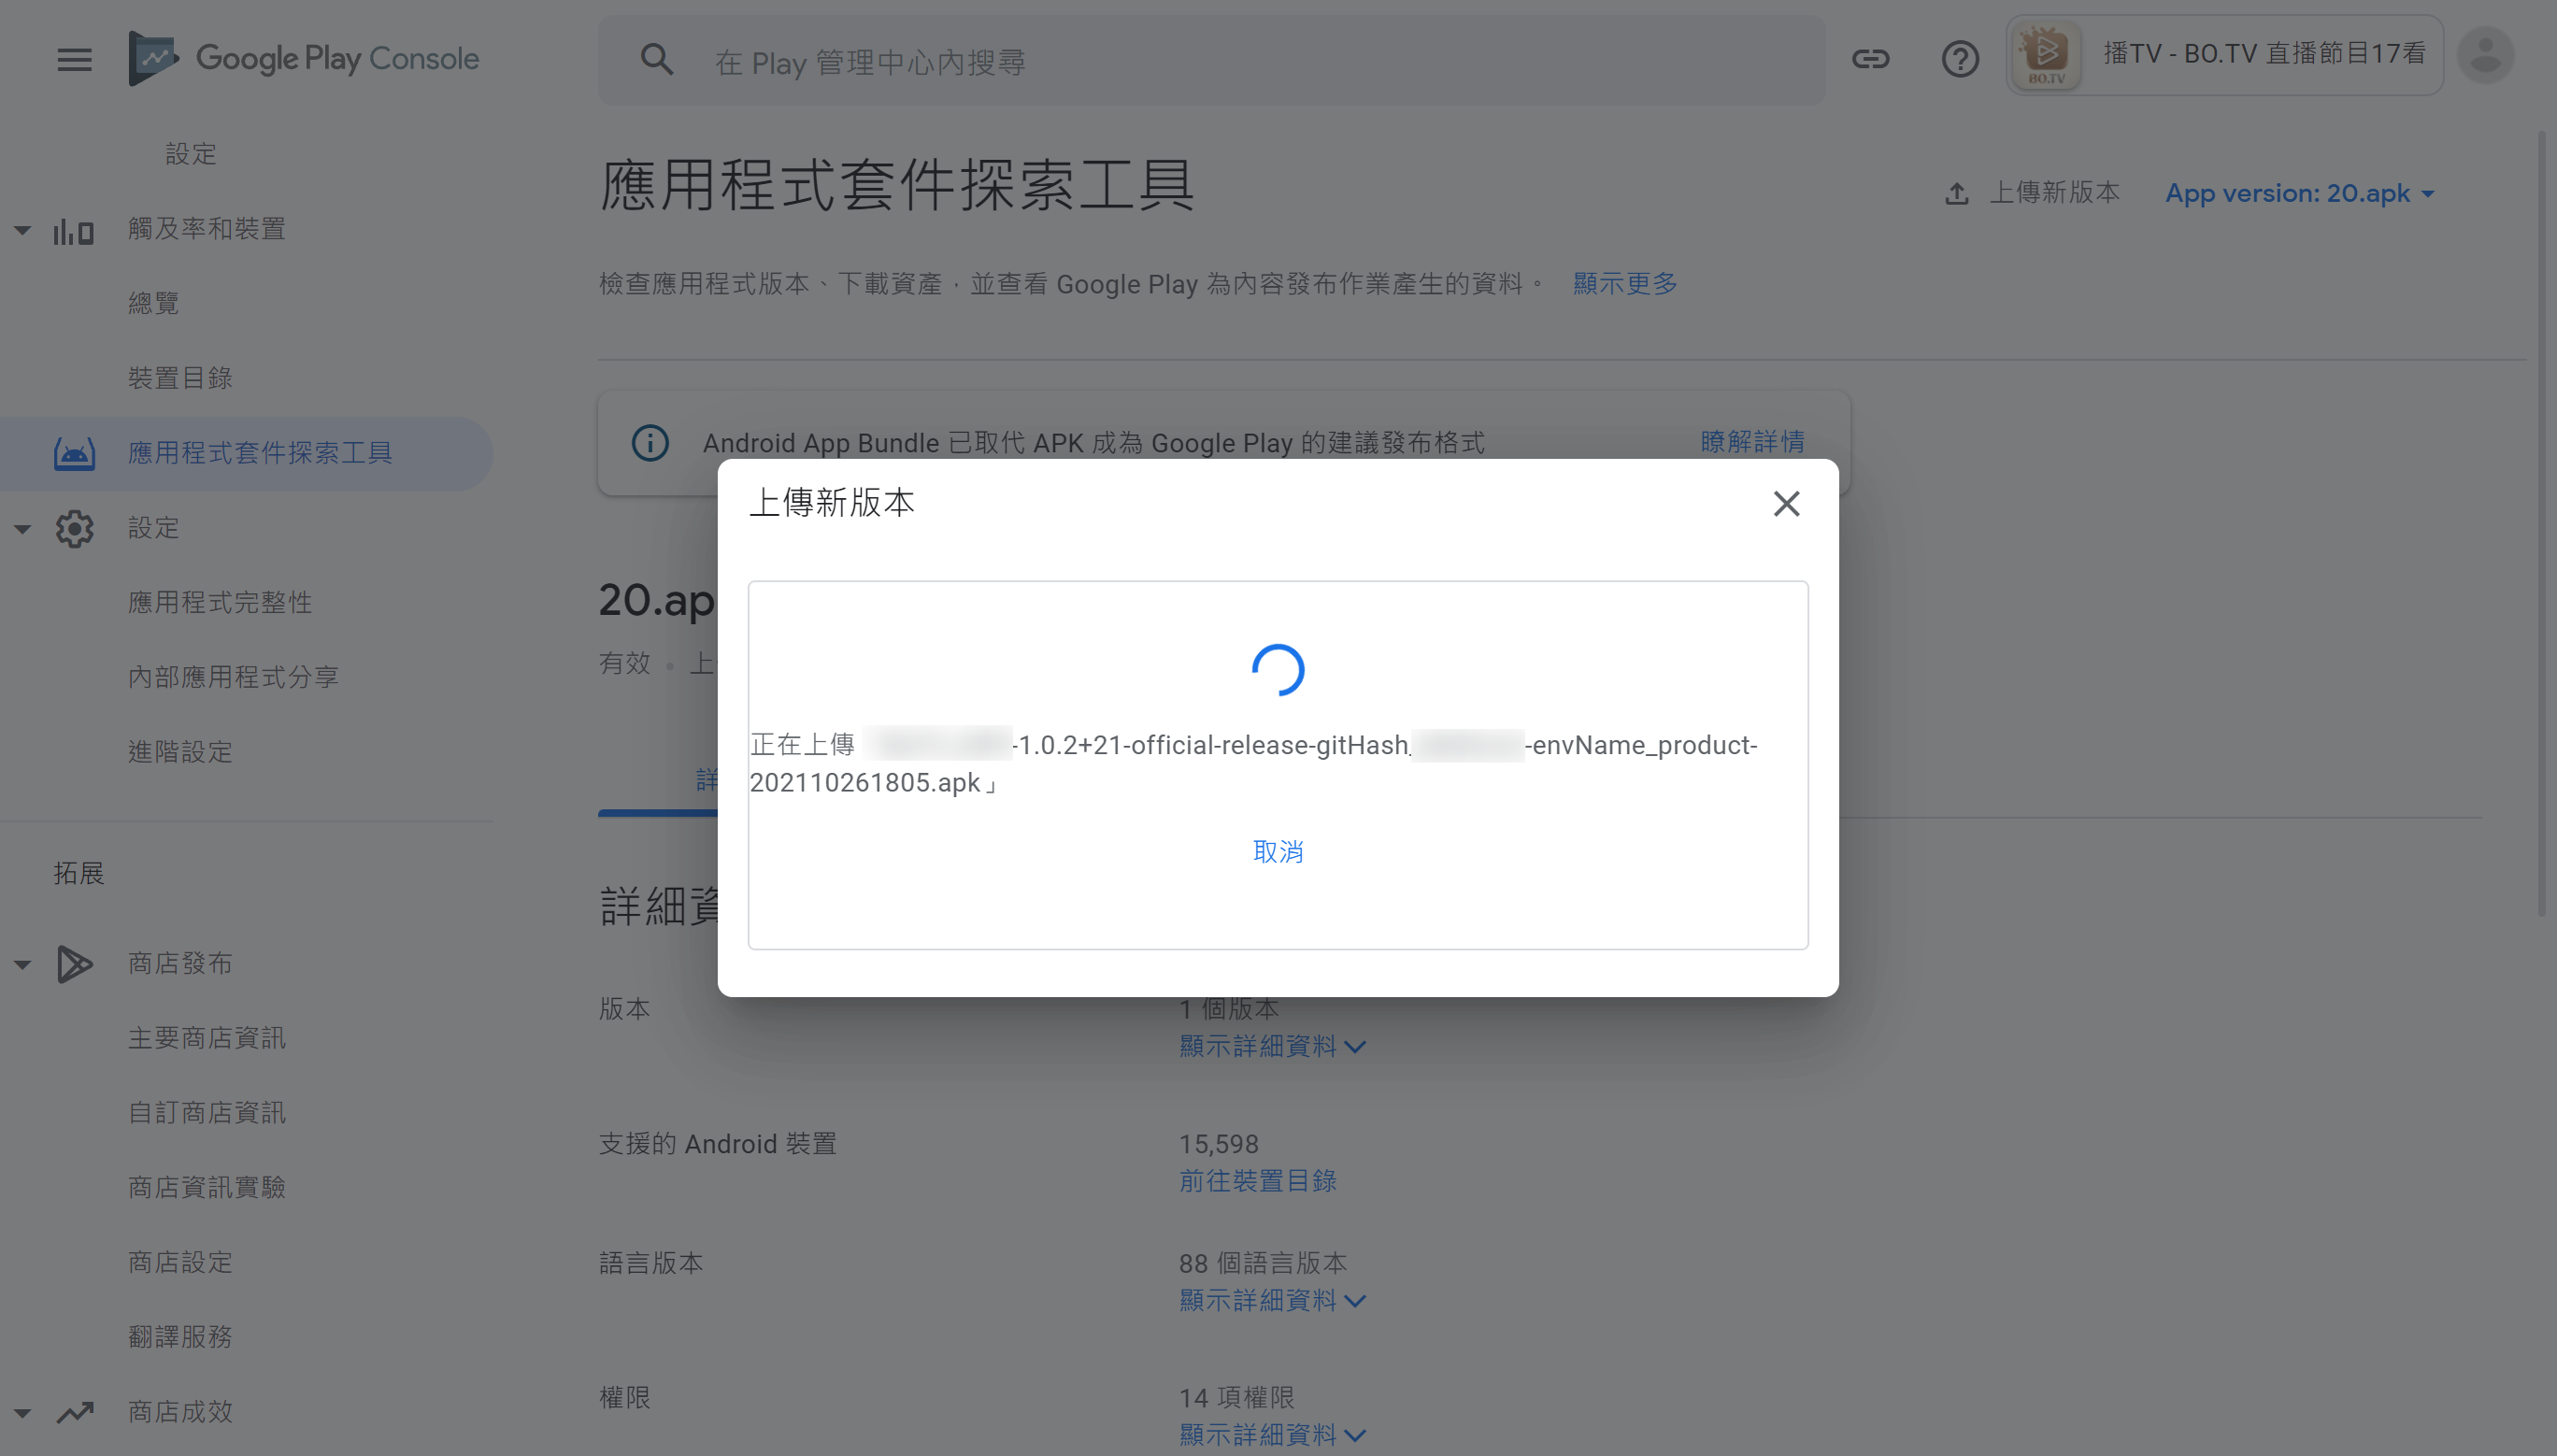 Google Play Console
在 Play 管理中心內搜尋
BO.TV
播TV - BO.TV 直播節目17看
設定
觸及率和裝置
總覽
裝置目錄
應用程式套件探索工具
設定
應用程式完整性
內部應用程式分享
進階設定
拓展
商店發布
主要商店資訊
自訂商店資訊
商店資訊實驗
商店設定
翻譯服務
商店成效
應用程式套件探索工具
上傳新版本
App version: 20.apk
檢查應用程式版本、下載資產，並查看 Google Play 為內容發布作業產生的資料。 顯示更多
Android App Bundle 已取代 APK 成為 Google Play 的建議發布格式
瞭解詳情
20.ap
有效 • 上
詳
上傳新版本
正在上傳 -1.0.2+21-official-release-gitHash_ -envName_product-
202110261805.apk」
取消
詳細資
版本
1 個版本
顯示詳細資料
支援的 Android 裝置
15,598
前往裝置目錄
語言版本
88 個語言版本
顯示詳細資料
權限
14 項權限
顯示詳細資料